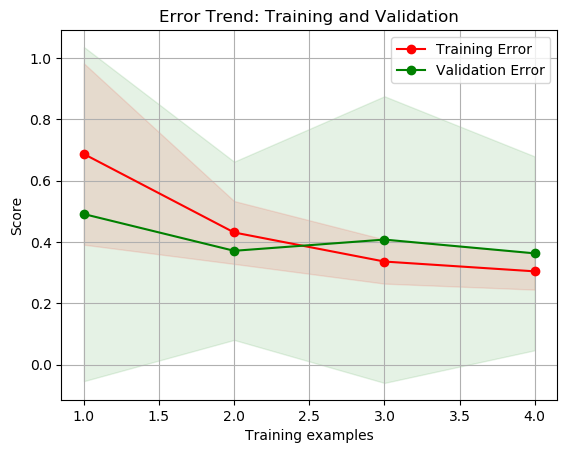 Error Trend: Training and Validation
Training Error
Validation Error
Score
1.0
0.8
0.6
0.4
0.2
0.0
1.0 1.5 2.0 2.5 3.0 3.5 4.0
Training examples